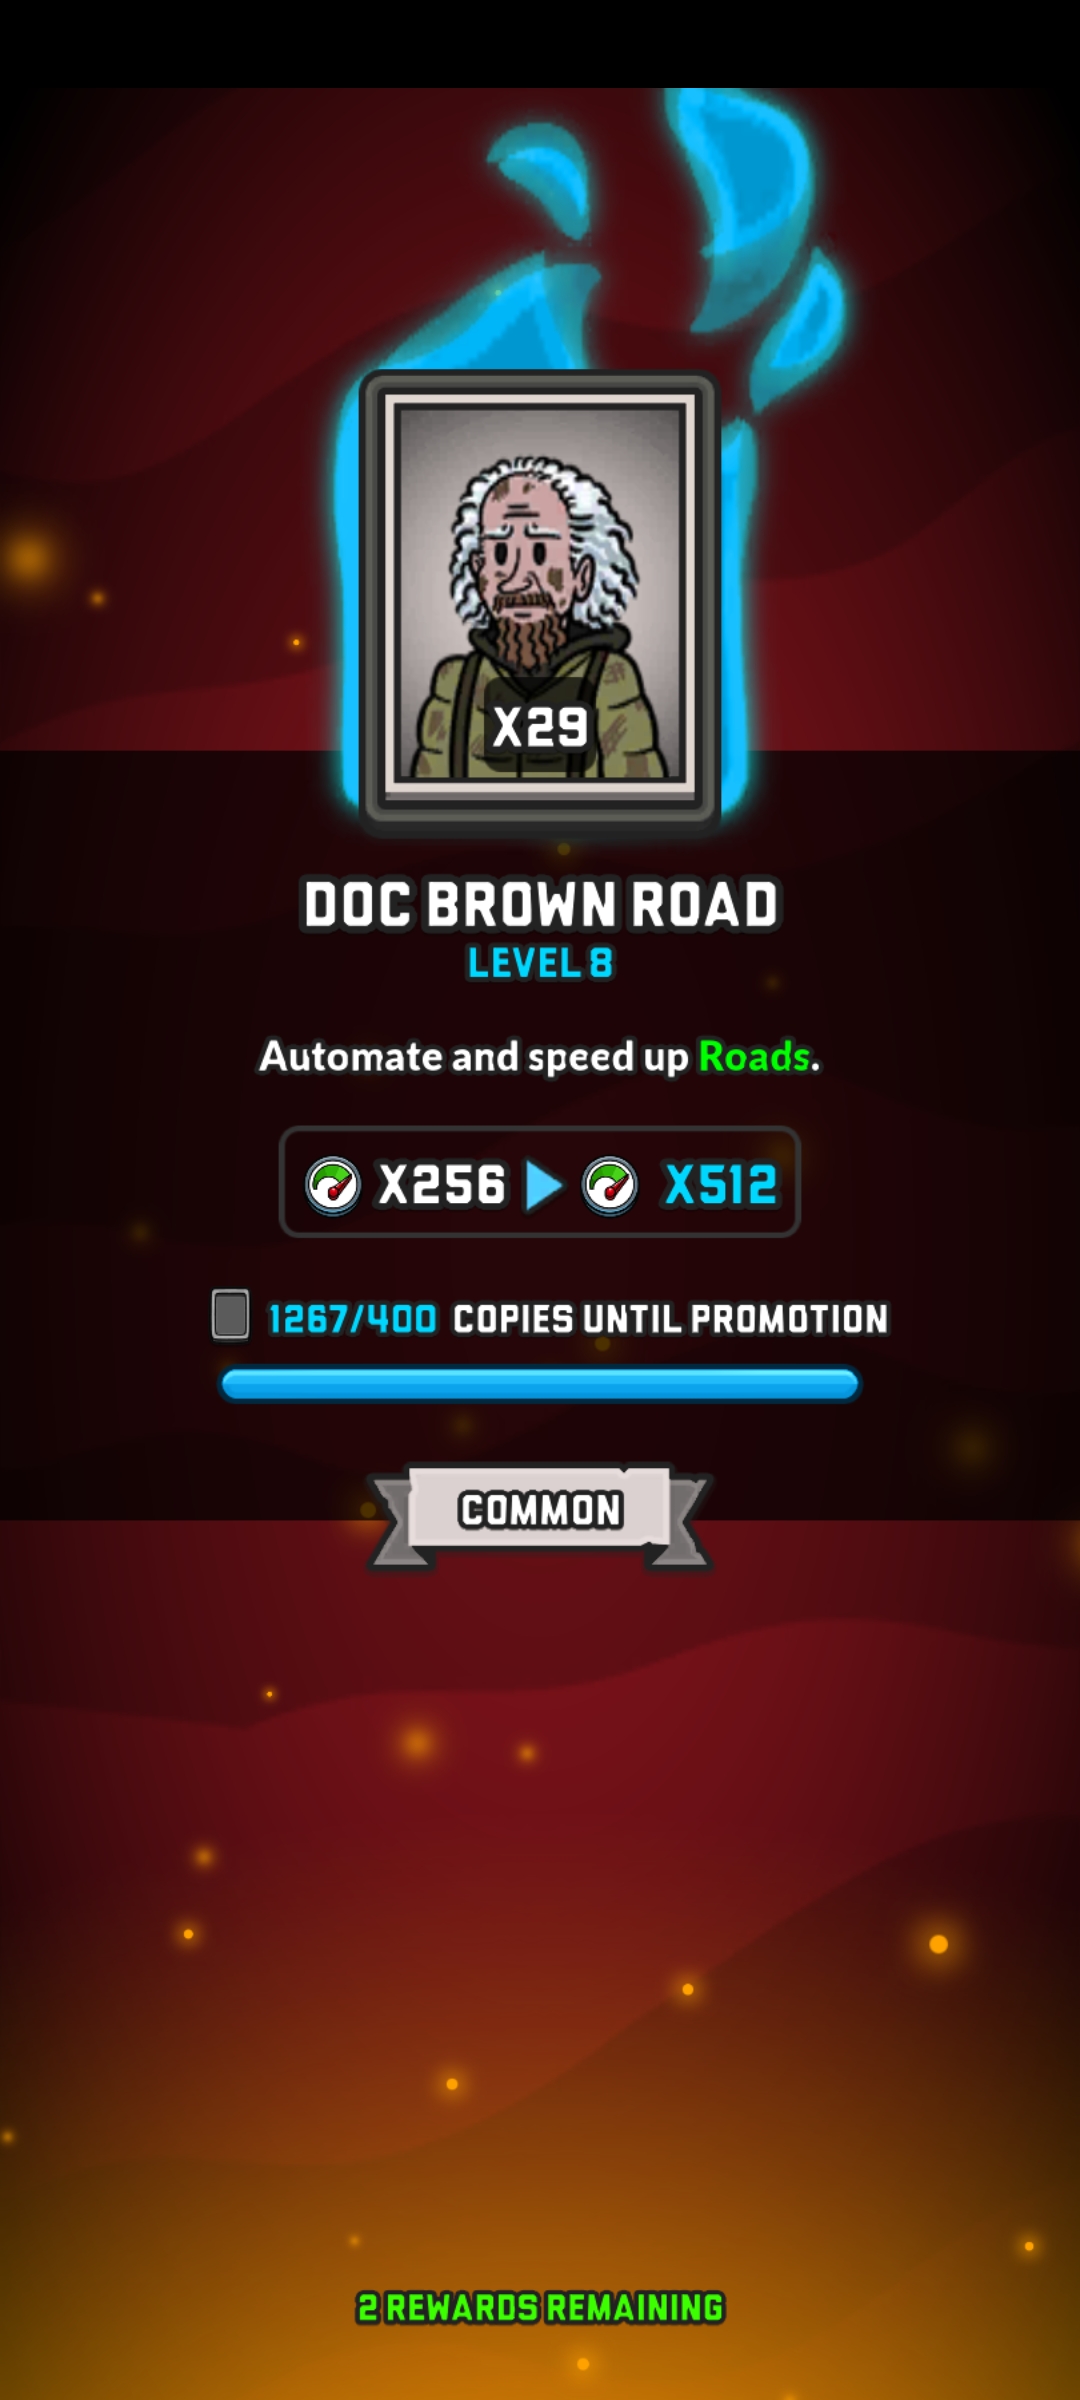 X29
DOC BROWN ROAD
LEVEL 8
Automate and speed up Roads.
X256 X512
1267/400 COPIES UNTIL PROMOTION
COMMON
2 REWARDS REMAINING